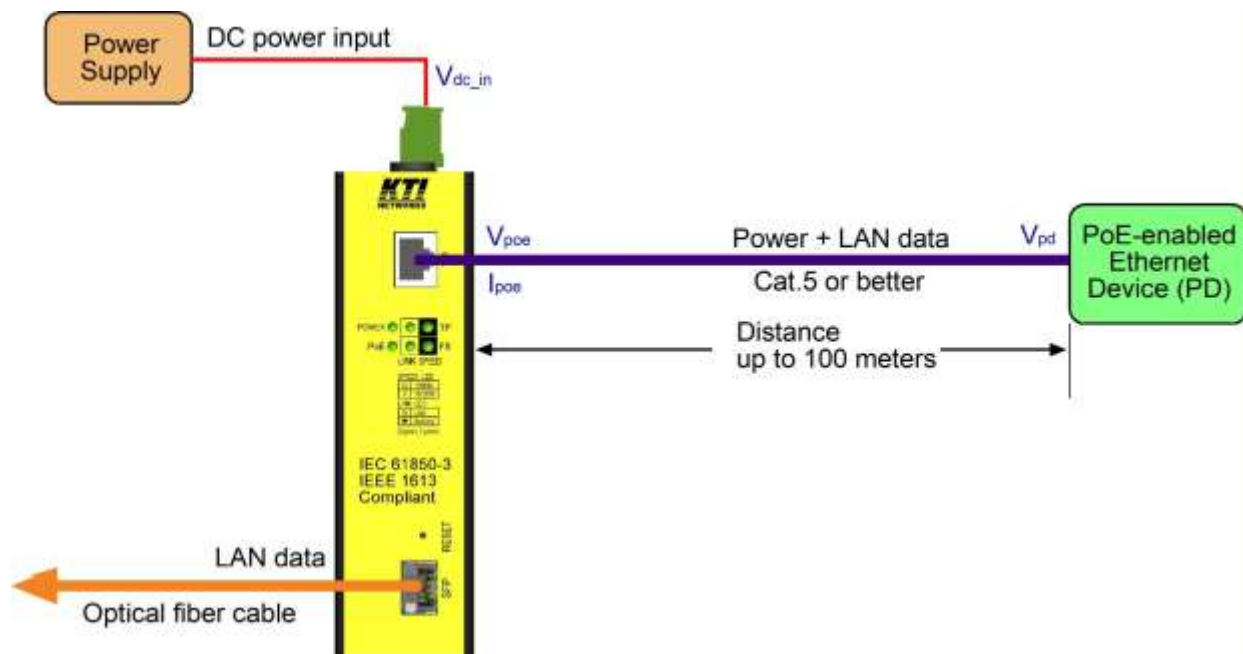 Power
Supply
DC power input
Vdc_in
KTI
NETWORKS
Vpoe
Ipoe
Power + LAN data
Cat.5 or better
Vpd
PoE-enabled
Ethernet
Device (PD)
Distance
up to 100 meters
POWER
TP
PoE
FX
LINK SPEED
IEC 61850-3
IEEE 1613
Compliant
RESET
SFP
LAN data
Optical fiber cable